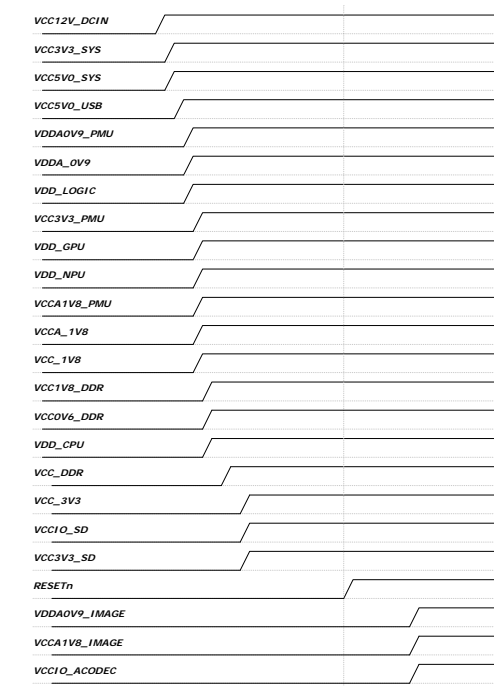 VCC12V_DCIN
VCC3V3_SYS
VCC5V0_SYS
VCC5V0_USB
VDDA0V9_PMU
VDDA_0V9
VDD_LOGIC
VCC3V3_PMU
VDD_GPU
VDD_NPU
VCCA1V8_PMU
VCCA_1V8
VCC_1V8
VCC1V8_DDR
VCC0V6_DDR
VDD_CPU
VCC_DDR
VCC_3V3
VCCIO_SD
VCC3V3_SD
RESETn
VDDA0V9_IMAGE
VCCA1V8_IMAGE
VCCIO_ACODEC